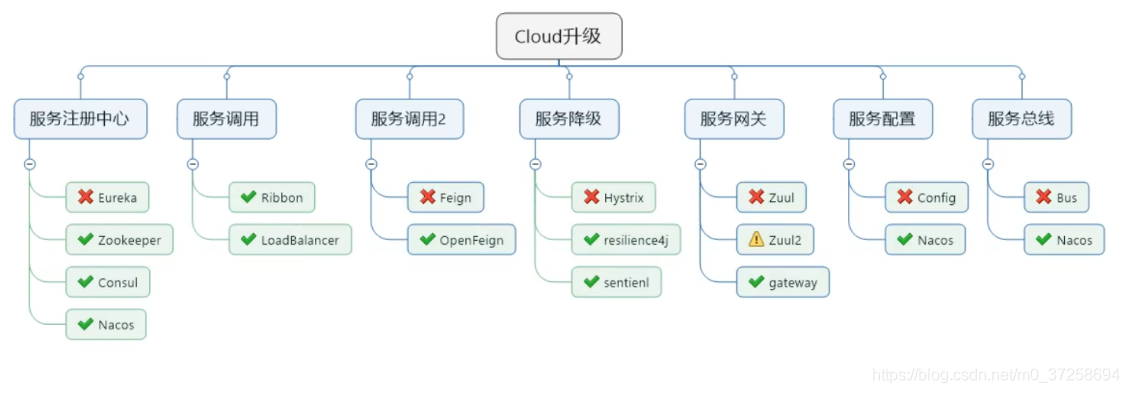 Cloud升级
服务注册中心
服务调用
服务调用2
服务降级
服务网关
服务配置
服务总线
Eureka
Zookeeper
Consul
Nacos
Ribbon
LoadBalancer
Feign
OpenFeign
Hystrix
resilience4j
sentienl
Zuul
Zuul2
gateway
Config
Nacos
Bus
Nacos
https://blog.csdn.net/m0_37258694